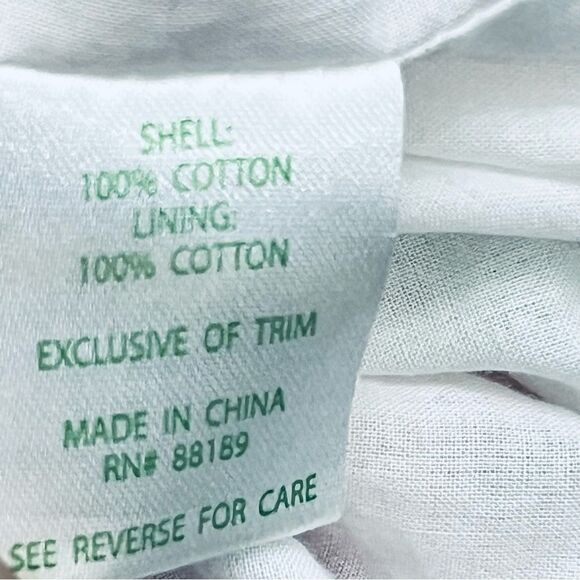 SHELL:
100% COTTON
LINING:
100% COTTON
EXCLUSIVE OF TRIM
MADE IN CHINA
RN# 88189
SEE REVERSE FOR CARE